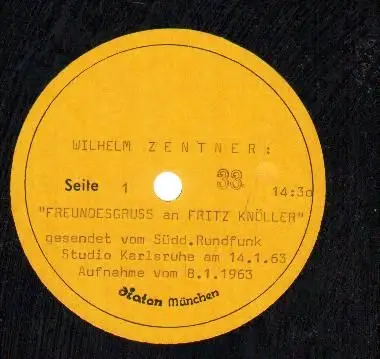 WILHELM ZENTNER:
Seite 1 33 14:30
"FREUNDESGRUSS an FRITZ KNÖLLER"
gesendet vom Südd.Rundfunk
Studio Karlsruhe am 14.1.63
Aufnahme vom 8.1.1963
diaton München